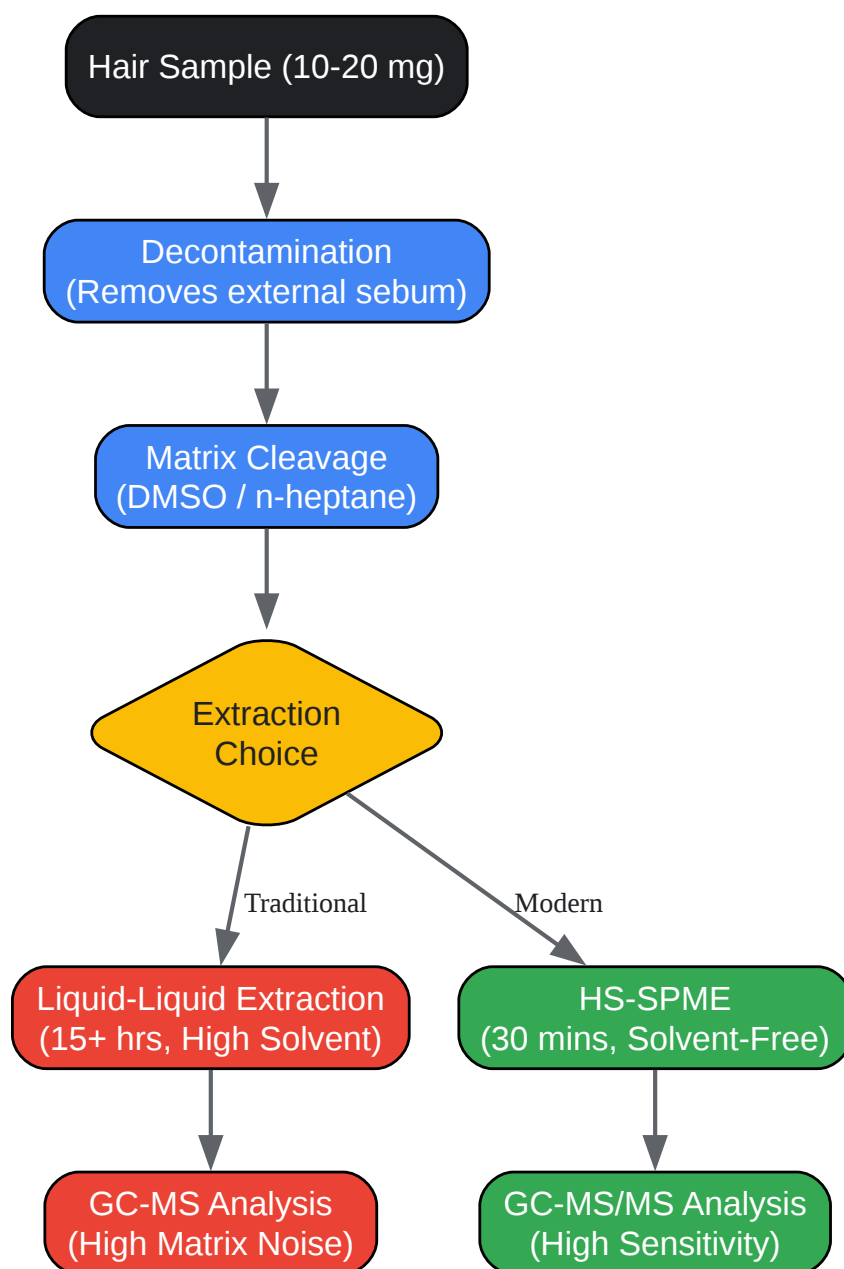 Hair Sample (10-20 mg)
Decontamination
(Removes external sebum)
Matrix Cleavage
(DMSO / n-heptane)
Extraction
Choice
Traditional
Modern
Liquid-Liquid Extraction
(15+ hrs, High Solvent)
HS-SPME
(30 mins, Solvent-Free)
GC-MS Analysis
(High Matrix Noise)
GC-MS/MS Analysis
(High Sensitivity)